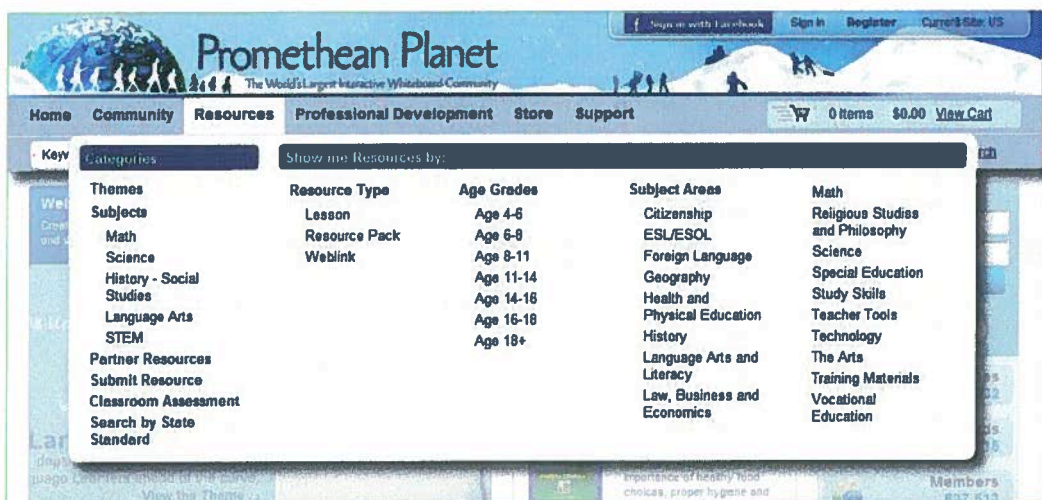 Sign in with Facebook Sign In Register Current Site: US
Promethean Planet
The World's Largest Interactive Whiteboard Community
Home Community Resources Professional Development Store Support 0 Items $0.00 View Cart
Keyw
Categories
Themes
Subjects
Math
Science
History - Social
Studies
Language Arts
STEM
Partner Resources
Submit Resource
Classroom Assessment
Search by State
Standard
Show me Resources by:
Resource Type
Lesson
Resource Pack
Weblink
Age Grades
Age 4-6
Age 6-8
Age 8-11
Age 11-14
Age 14-16
Age 16-18
Age 18+
Subject Areas
Citizenship
ESL/ESOL
Foreign Language
Geography
Health and
Physical Education
History
Language Arts and
Literacy
Law, Business and
Economics
Math
Religious Studies
and Philosophy
Science
Special Education
Study Skills
Teacher Tools
Technology
The Arts
Training Materials
Vocational
Education
rch
View the Theme
importance of healthy food
choices, proper hygiene and
Members